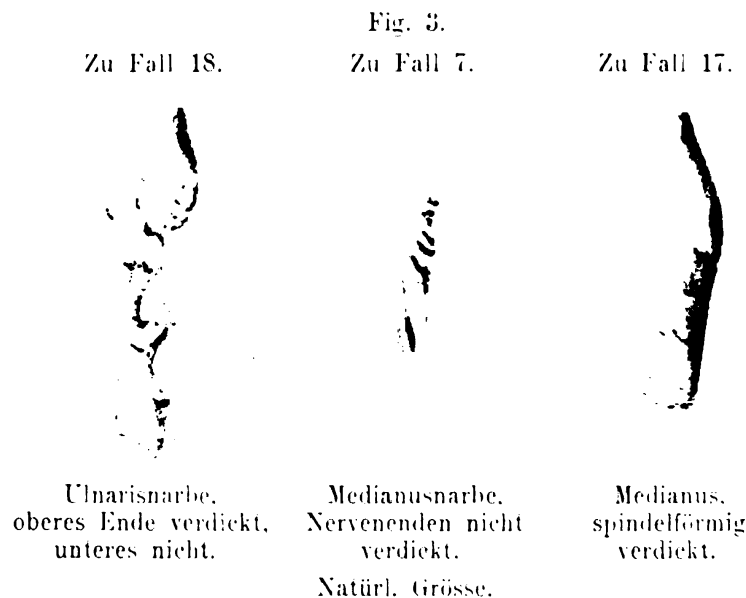 Fig. 3.
Zu Fall 18.
Zu Fall 7.
Zu Fall 17.
Ulnarisnarbe,
oberes Ende verdickt,
unteres nicht.
Medianusnarbe,
Nervenenden nicht
verdickt.
Medianus,
spindelförmig
verdickt.
Natürl. Grösse.